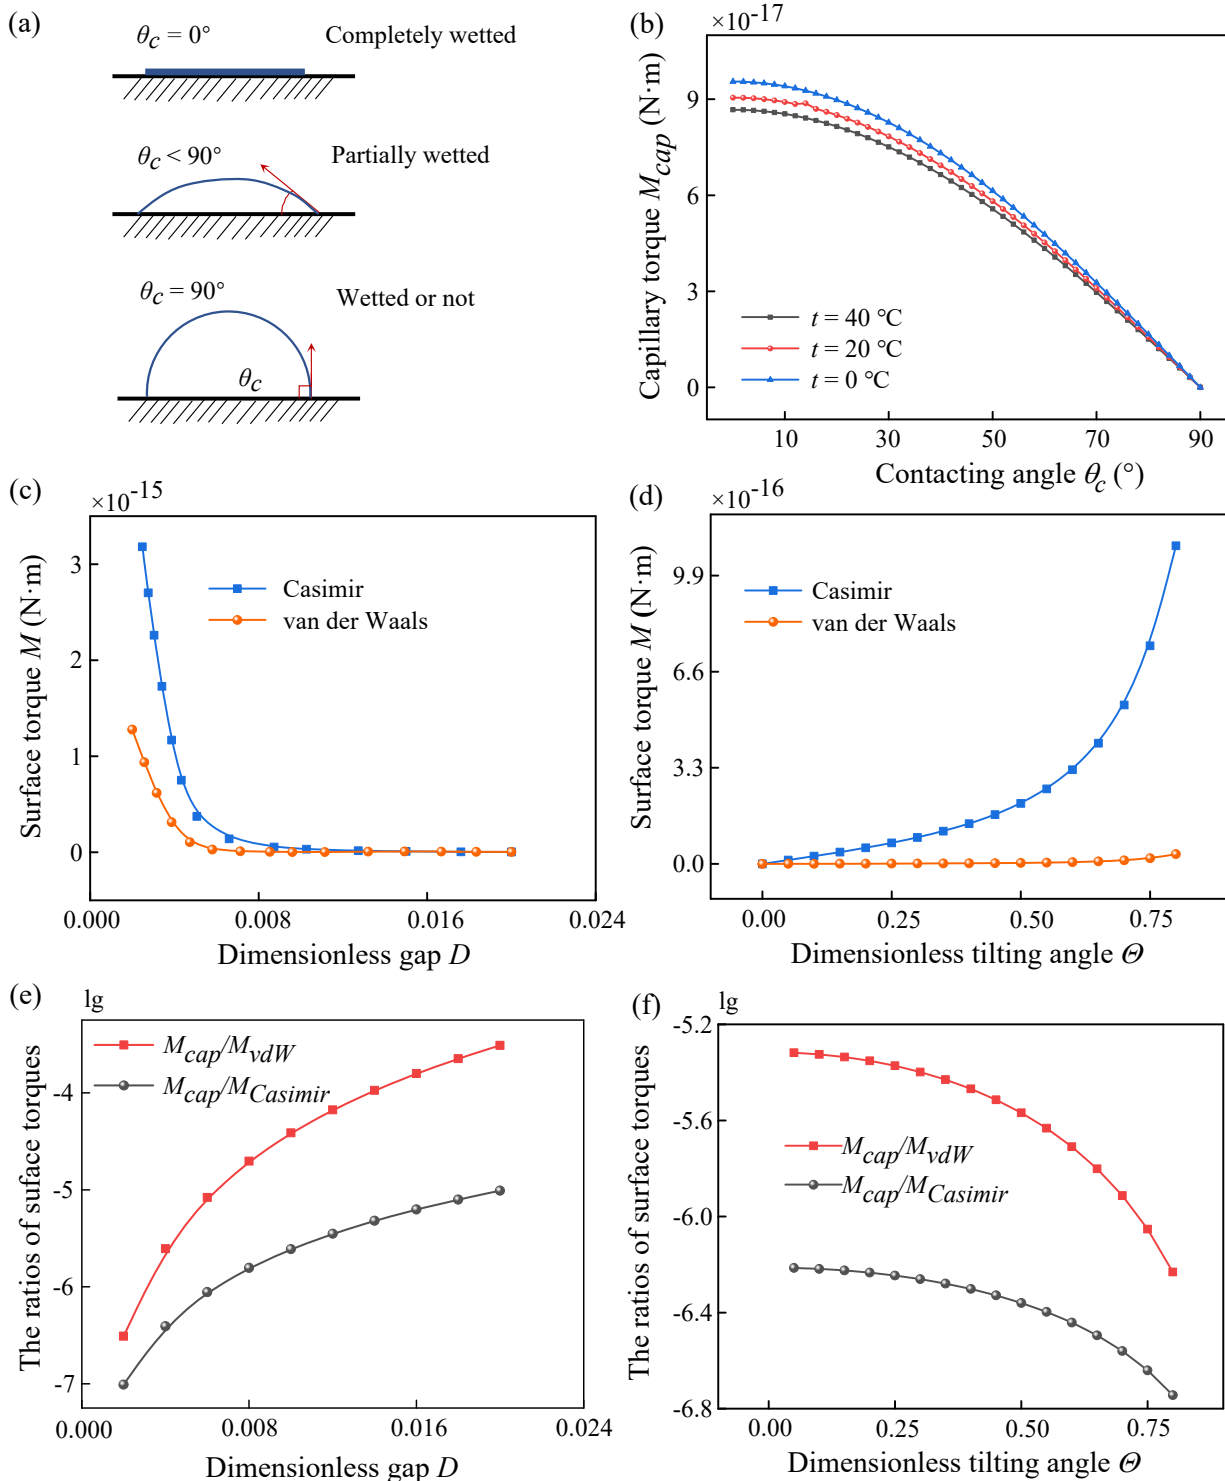 (a)
θc = 0°
Completely wetted
θc < 90°
Partially wetted
θc = 90°
Wetted or not
θc
(b)
×10-17
Capillary torque Mcap (N·m)
9
6
3
0
t = 40 ℃
t = 20 ℃
t = 0 ℃
10 30 50 70 90
Contacting angle θc (°)
(c)
×10-15
Surface torque M (N·m)
3
2
1
0
Casimir
van der Waals
0.000 0.008 0.016 0.024
Dimensionless gap D
(d)
×10-16
Surface torque M (N·m)
9.9
6.6
3.3
0.0
Casimir
van der Waals
0.00 0.25 0.50 0.75
Dimensionless tilting angle Θ
(e)
lg
The ratios of suface torques
-4
-5
-6
-7
Mcap/MvdW
Mcap/MCasimir
0.000 0.008 0.016 0.024
Dimensionless gap D
(f)
lg
The ratios of surface torques
-5.2
-5.6
-6.0
-6.4
-6.8
Mcap/MvdW
Mcap/MCasimir
0.00 0.25 0.50 0.75
Dimensionless tilting angle Θ